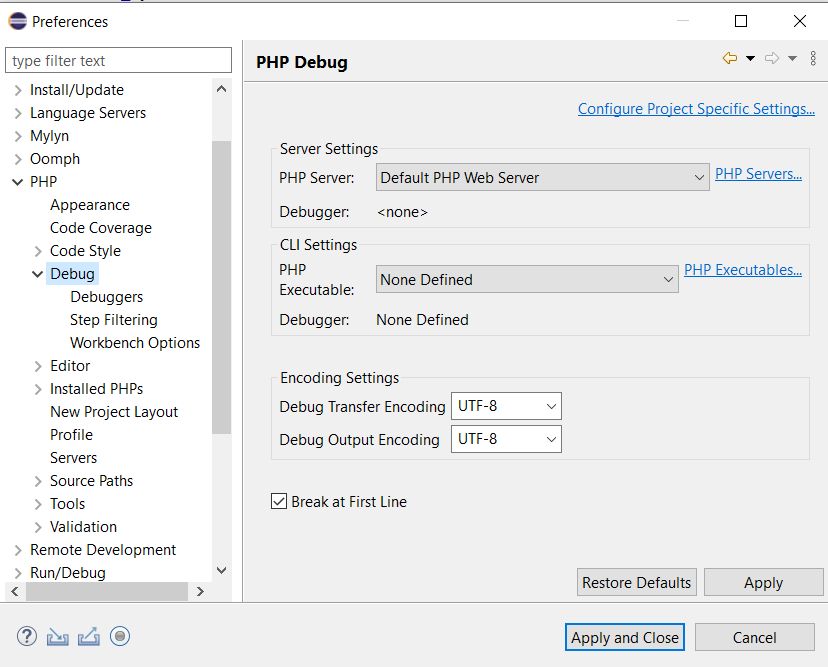 Preferences
type filter text
Install/Update
Language Servers
Mylyn
Oomph
PHP
Appearance
Code Coverage
Code Style
Debug
Debuggers
Step Filtering
Workbench Options
Editor
Installed PHPs
New Project Layout
Profile
Servers
Source Paths
Tools
Validation
Remote Development
Run/Debug
PHP Debug
Configure Project Specific Settings...
Server Settings
PHP Server: Default PHP Web Server PHP Servers...
Debugger: <none>
CLI Settings
PHP
Executable: None Defined PHP Executables...
Debugger: None Defined
Encoding Settings
Debug Transfer Encoding UTF-8
Debug Output Encoding UTF-8
Break at First Line
Restore Defaults Apply
? Apply and Close Cancel